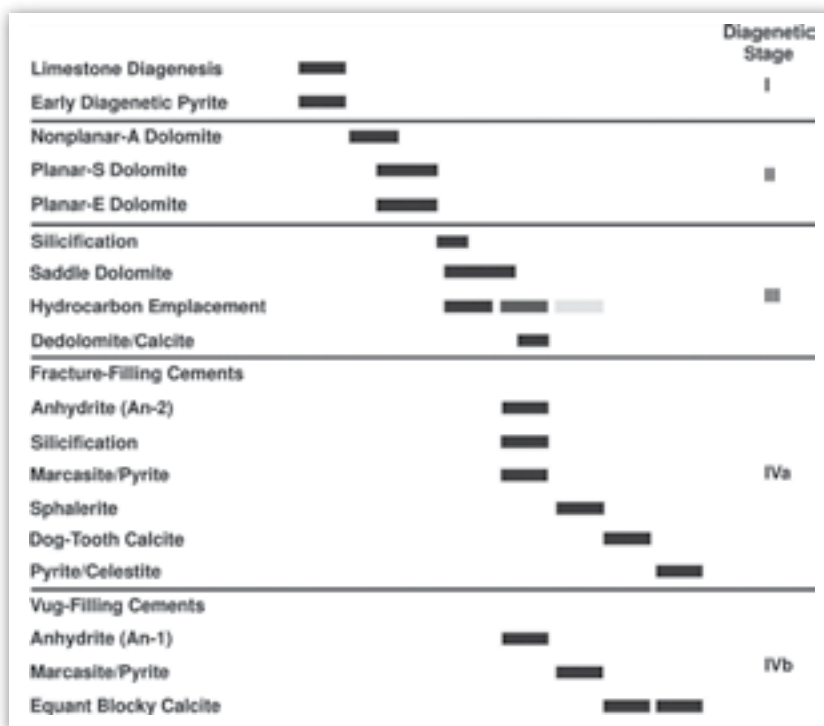 Diagenetic
Stage
Limestone Diagenesis
I
Early Diagenetic Pyrite
Nonplanar-A Dolomite
Planar-S Dolomite
II
Planar-E Dolomite
Silicification
Saddle Dolomite
Hydrocarbon Emplacement
III
Dedolomite/Calcite
Fracture-Filling Cements
Anhydrite (An-2)
Silicification
Marcasite/Pyrite
IVa
Sphalerite
Dog-Tooth Calcite
Pyrite/Celestite
Vug-Filling Cements
Anhydrite (An-1)
Marcasite/Pyrite
IVb
Equant Blocky Calcite